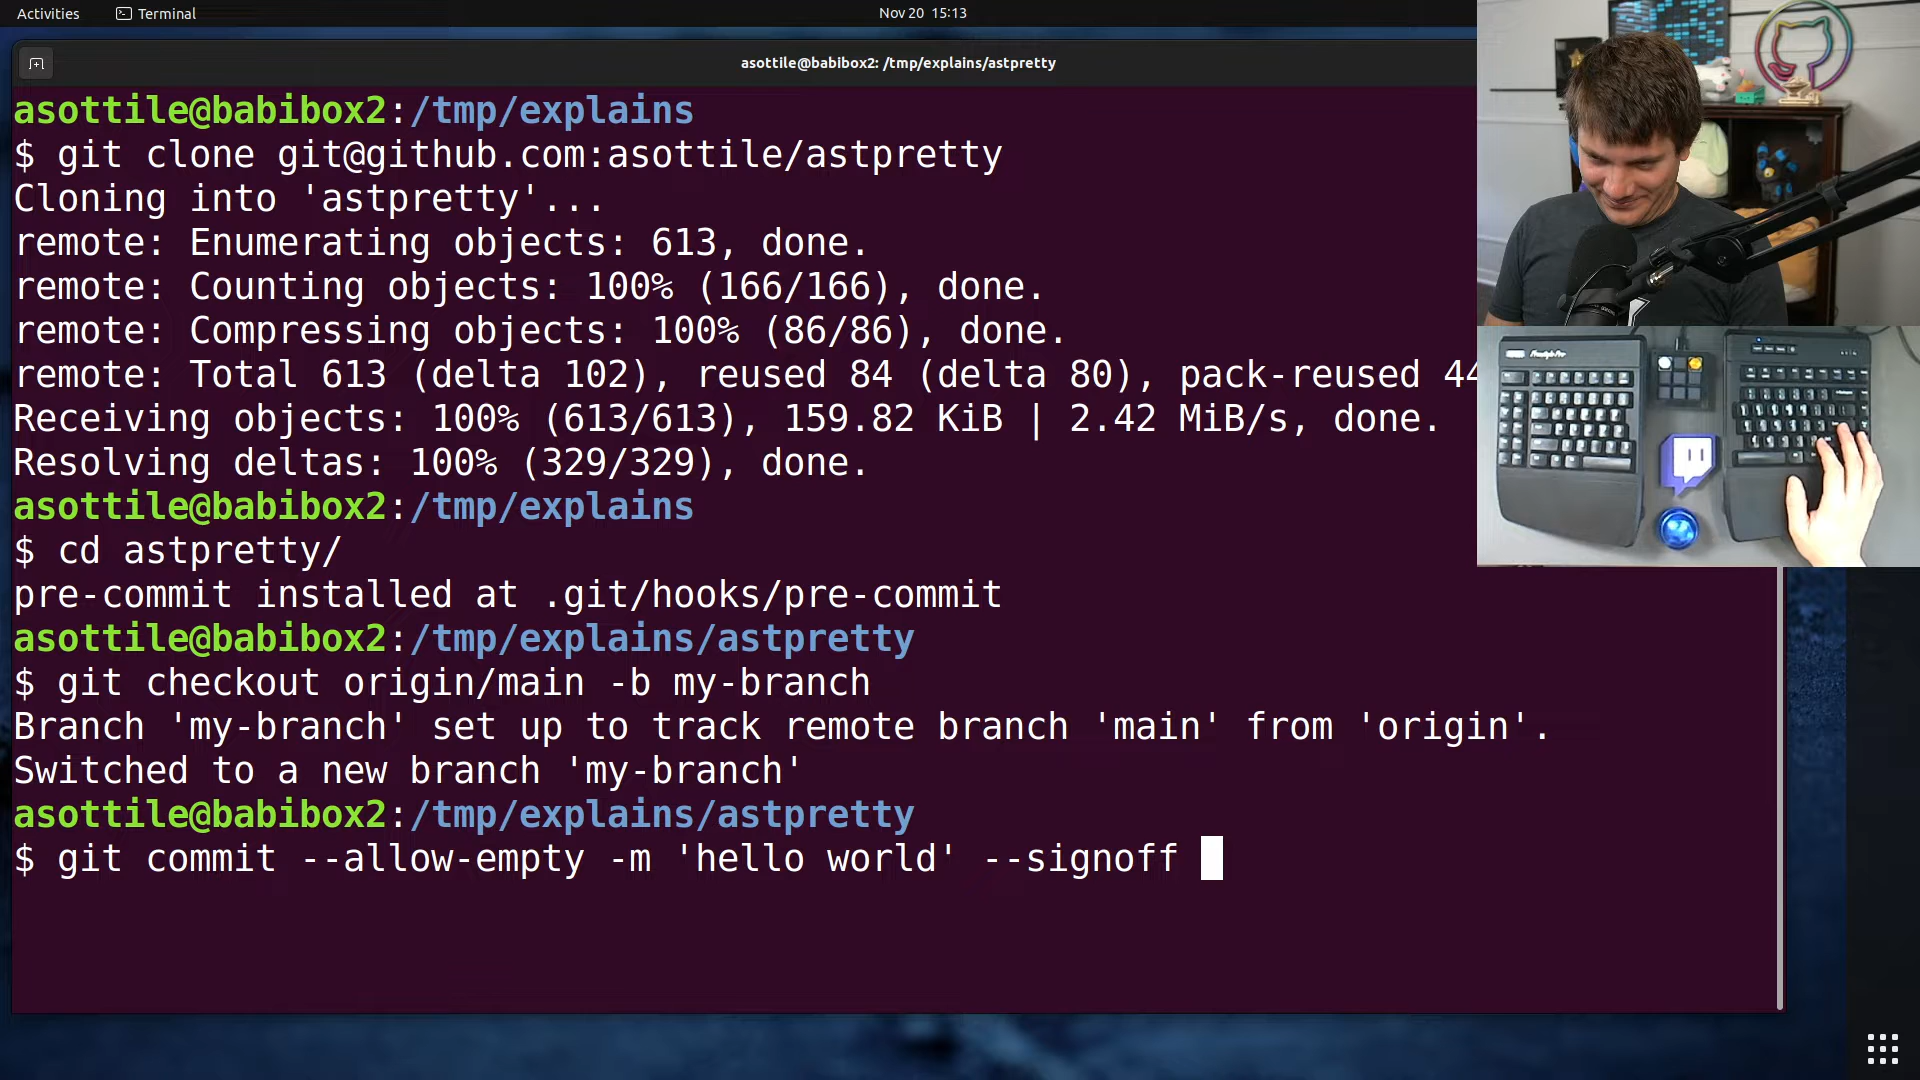 Activities
Terminal
Nov 20 15:13
asottile@babibox2: /tmp/explains/astpretty
asottile@babibox2:/tmp/explains
$ git clone git@github.com:asottile/astpretty
Cloning into 'astpretty'...
remote: Enumerating objects: 613, done.
remote: Counting objects: 100% (166/166), done.
remote: Compressing objects: 100% (86/86), done.
remote: Total 613 (delta 102), reused 84 (delta 80), pack-reused 44
Receiving objects: 100% (613/613), 159.82 KiB | 2.42 MiB/s, done.
Resolving deltas: 100% (329/329), done.
asottile@babibox2:/tmp/explains
$ cd astpretty/
pre-commit installed at .git/hooks/pre-commit
asottile@babibox2:/tmp/explains/astpretty
$ git checkout origin/main -b my-branch
Branch 'my-branch' set up to track remote branch 'main' from 'origin'.
Switched to a new branch 'my-branch'
asottile@babibox2:/tmp/explains/astpretty
$ git commit --allow-empty -m 'hello world' --signoff